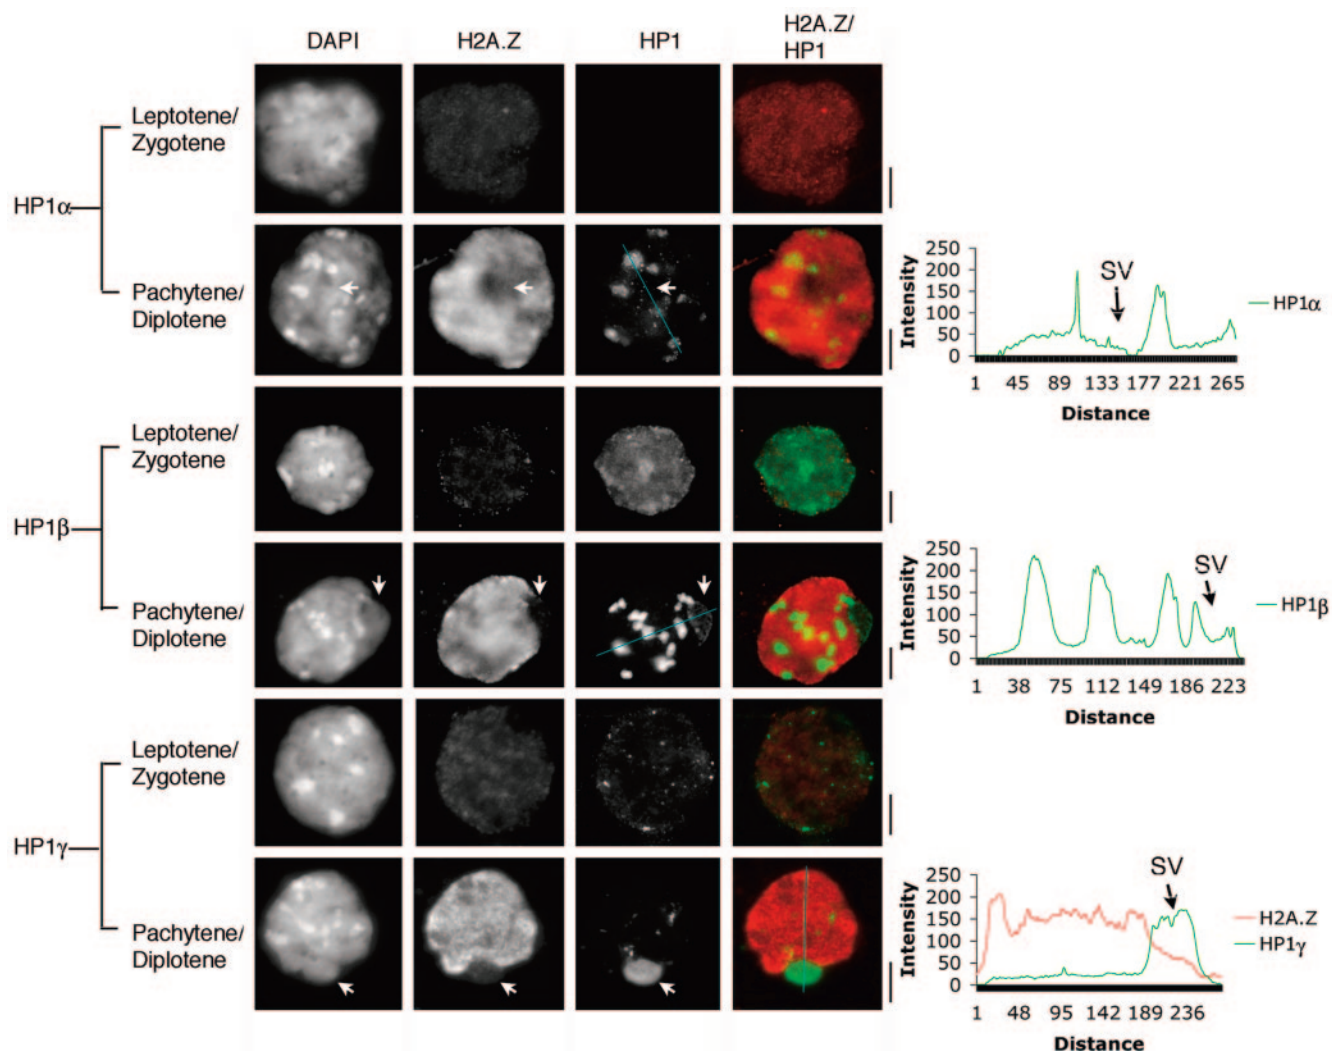 DAPI
H2A.Z
HP1
H2A.Z/
HP1
HP1α
Leptotene/
Zygotene
Pachytene/
Diplotene
Intensity
250
200
150
100
50
0
SV
HP1α
1 45 89 133 177 221 265
Distance
HP1β
Leptotene/
Zygotene
Pachytene/
Diplotene
Intensity
250
200
150
100
50
0
SV
HP1β
1 38 75 112 149 186 223
Distance
HP1γ
Leptotene/
Zygotene
Pachytene/
Diplotene
Intensity
250
200
150
100
50
0
SV
H2A.Z
HP1γ
1 48 95 142 189 236
Distance